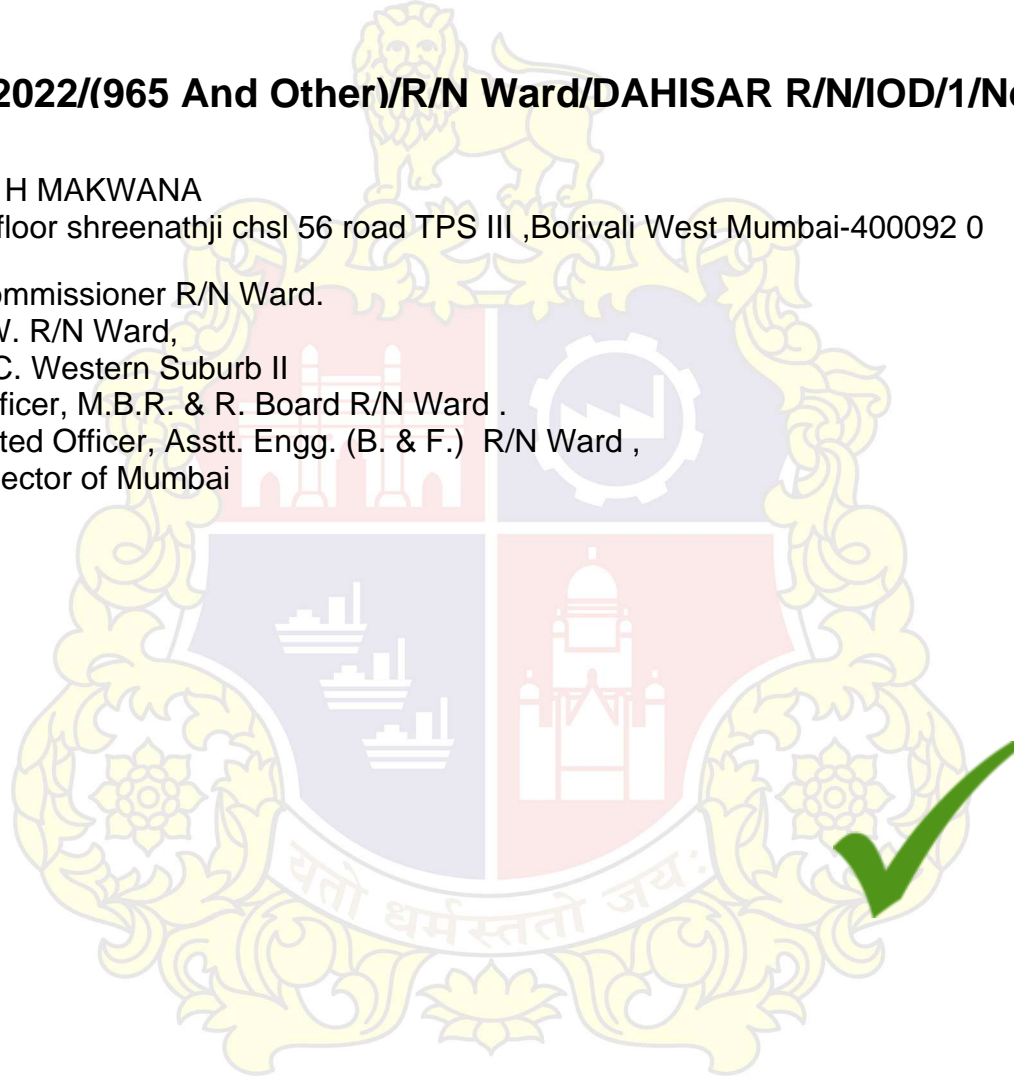 2022/(965 And Other)/R/N Ward/DAHISAR R/N/IOD/1/Ne
H MAKWANA
floor shreenathji chsl 56 road TPS III ,Borivali West Mumbai-400092 0
ommissioner R/N Ward.
W. R/N Ward,
C. Western Suburb II
fficer, M.B.R. & R. Board R/N Ward .
ted Officer, Asstt. Engg. (B. & F.) R/N Ward ,
ector of Mumbai
यतो धर्मस्ततो जय: